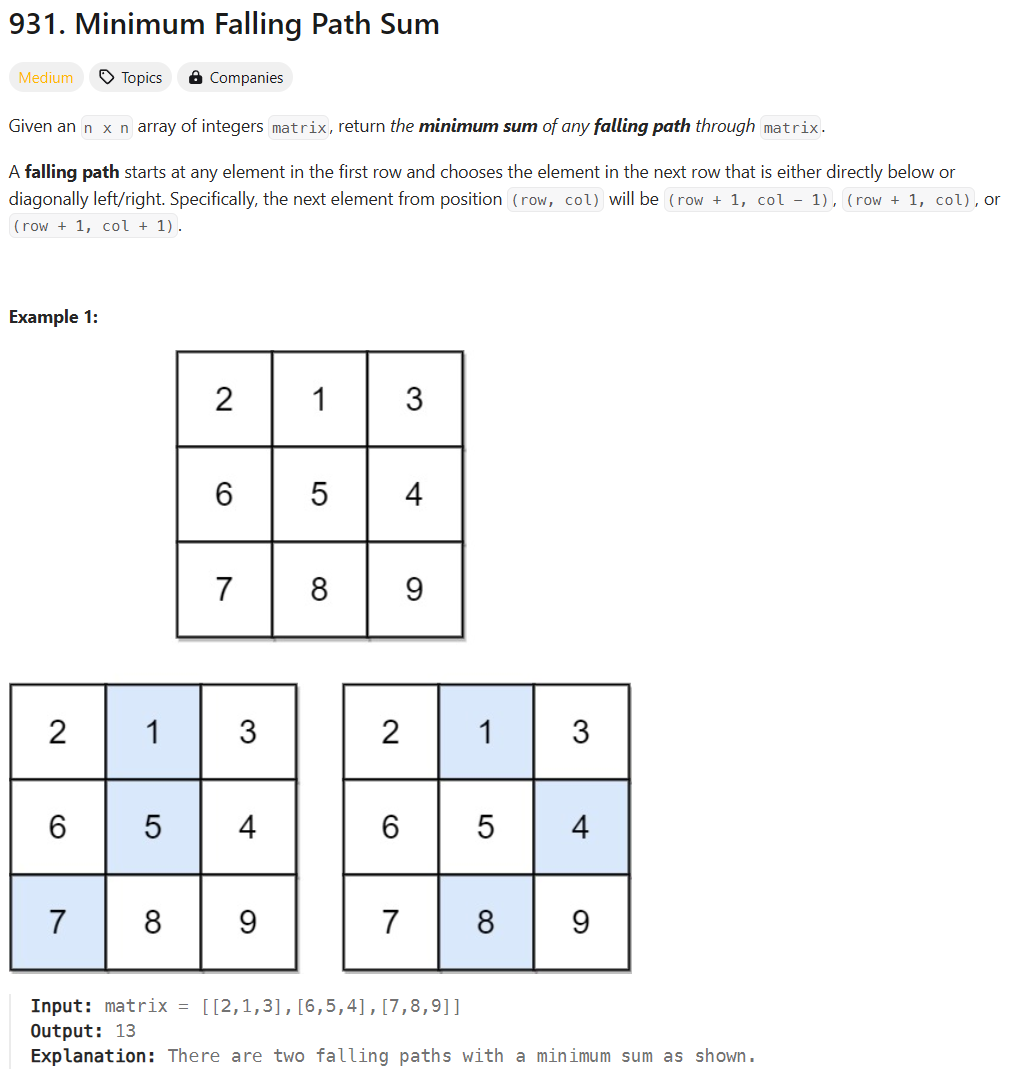 931. Minimum Falling Path Sum
Medium Topics Companies
Given an n x n array of integers matrix, return the minimum sum of any falling path through matrix.
A falling path starts at any element in the first row and chooses the element in the next row that is either directly below or
diagonally left/right. Specifically, the next element from position (row, col) will be (row + 1, col - 1), (row + 1, col), or
(row + 1, col + 1).
Example 1:
2 1 3
6 5 4
7 8 9
2 1 3
6 5 4
7 8 9
2 1 3
6 5 4
7 8 9
Input: matrix = [[2,1,3],[6,5,4],[7,8,9]]
Output: 13
Explanation: There are two falling paths with a minimum sum as shown.